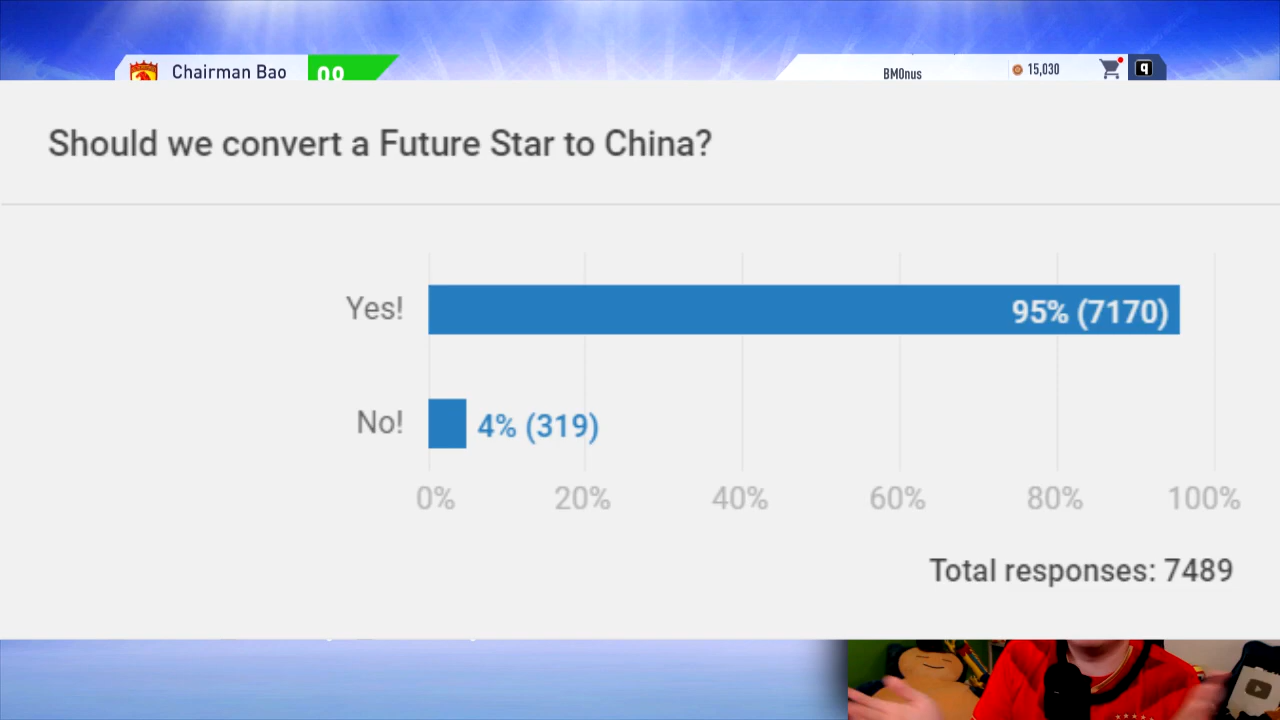 Chairman Bao
BM0nus
15,030
q
Should we convert a Future Star to China?
Yes!
95% (7170)
No!
4% (319)
0% 20% 40% 60% 80% 100%
Total responses: 7489